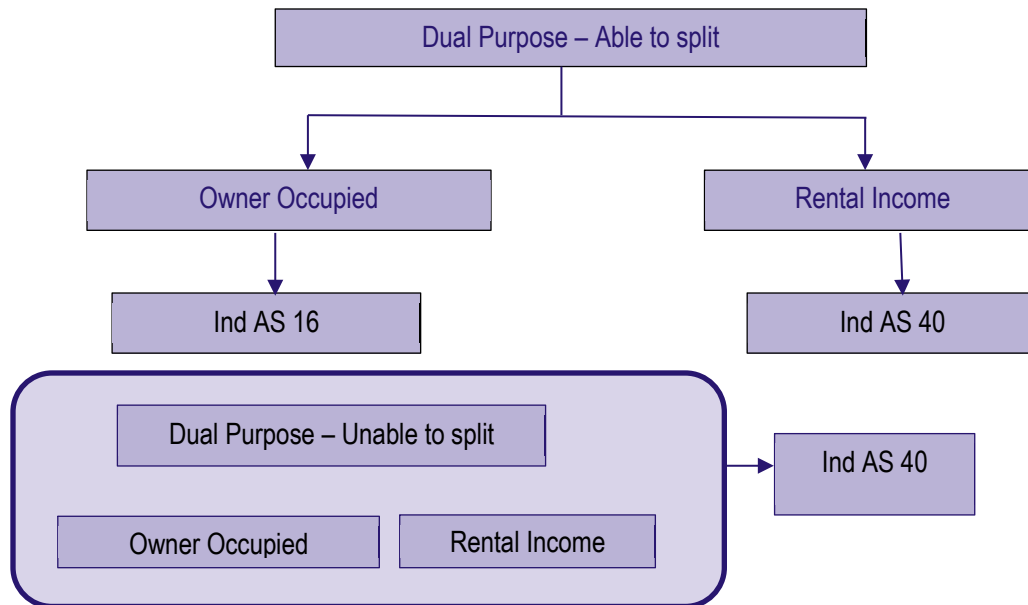 Dual Purpose – Able to split
Owner Occupied
Rental Income
Ind AS 16
Ind AS 40
Dual Purpose – Unable to split
Ind AS 40
Owner Occupied
Rental Income